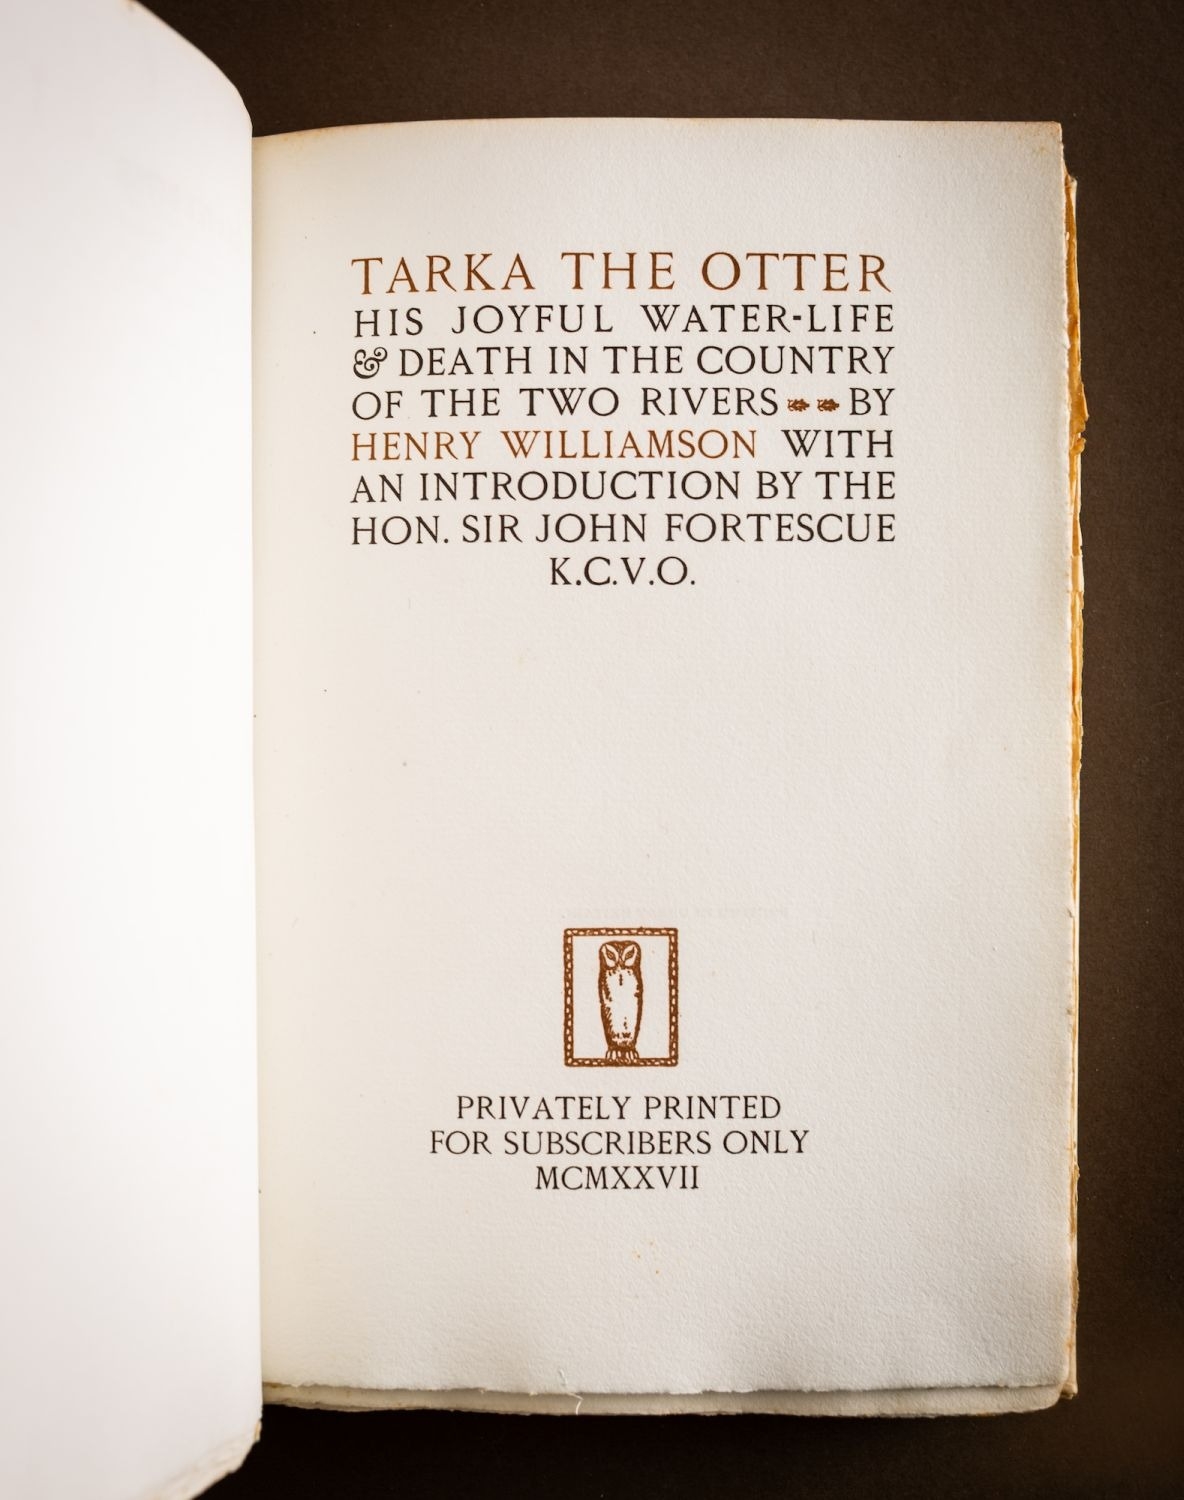 TARKA THE OTTER
HIS JOYFUL WATER-LIFE
& DEATH IN THE COUNTRY
OF THE TWO RIVERS BY
HENRY WILLIAMSON WITH
AN INTRODUCTION BY THE
HON. SIR JOHN FORTESCUE
K.C.V.O.
H.W
PRIVATELY PRINTED
FOR SUBSCRIBERS ONLY
MCMXXVII